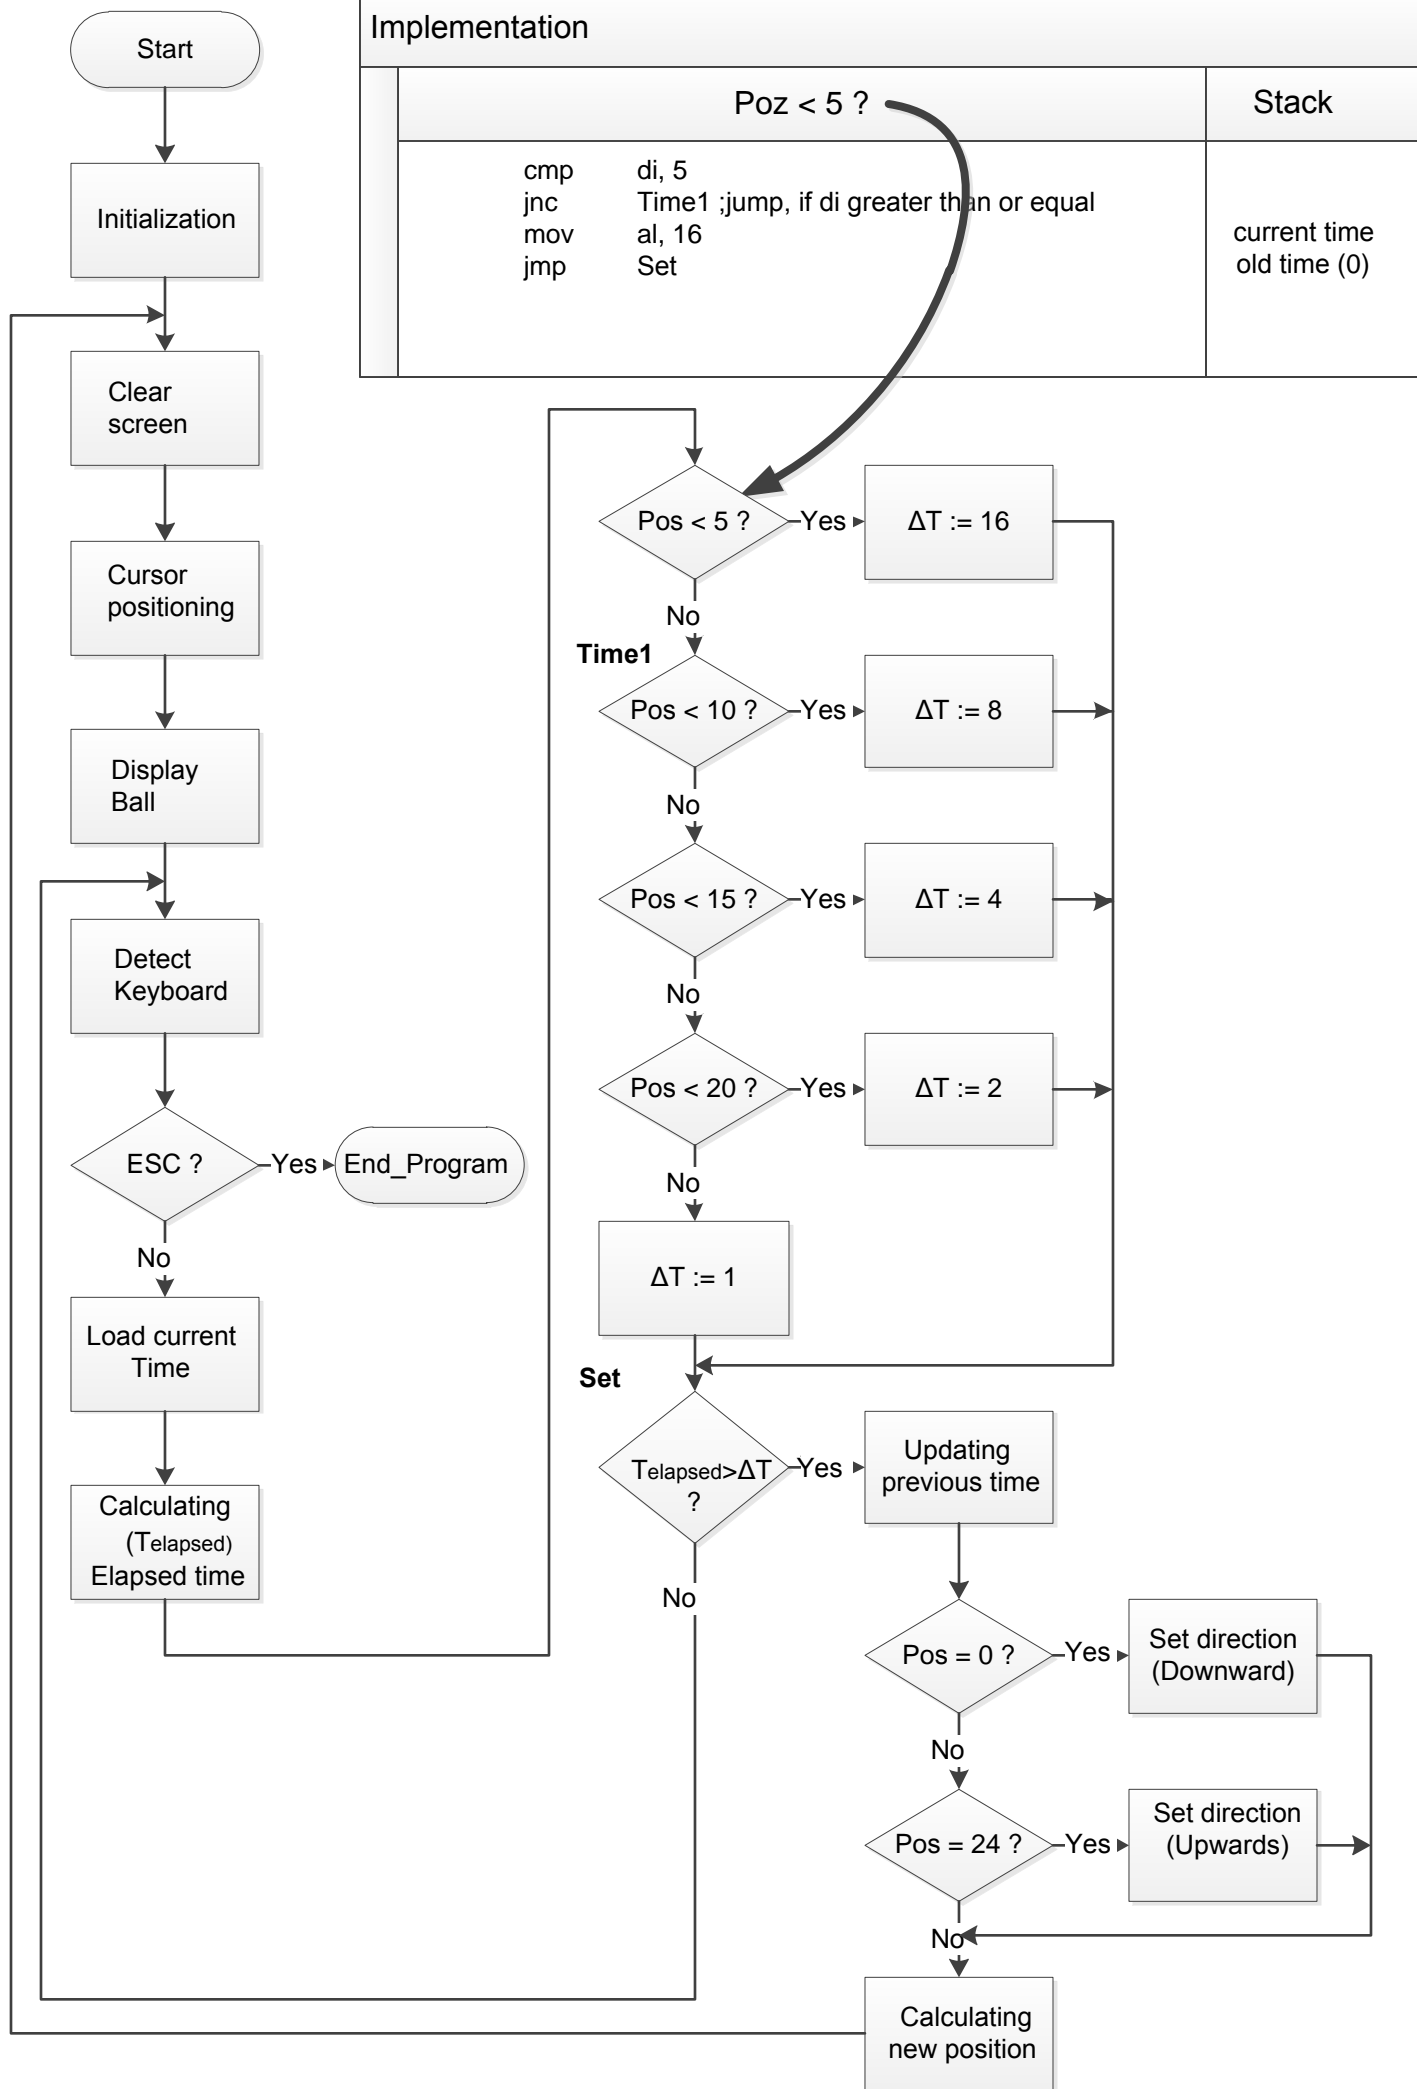 Implementation
Poz < 5 ?
Stack
cmp di, 5
jnc Time1 ;jump, if di greater than or equal
mov al, 16
jmp Set
current time
old time (0)
Start
Initialization
Clear
screen
Cursor
positioning
Display
Ball
Detect
Keyboard
ESC ?
Yes
End_Program
No
Load current
Time
Calculating
(Telapsed)
Elapsed time
Pos < 5 ?
Yes
ΔT := 16
No
Time1
Pos < 10 ?
Yes
ΔT := 8
No
Pos < 15 ?
Yes
ΔT := 4
No
Pos < 20 ?
Yes
ΔT := 2
No
ΔT := 1
Set
Telapsed>ΔT
?
Yes
Updating
previous time
No
Pos = 0 ?
Yes
Set direction
(Downward)
No
Pos = 24 ?
Yes
Set direction
(Upwards)
No
Calculating
new position